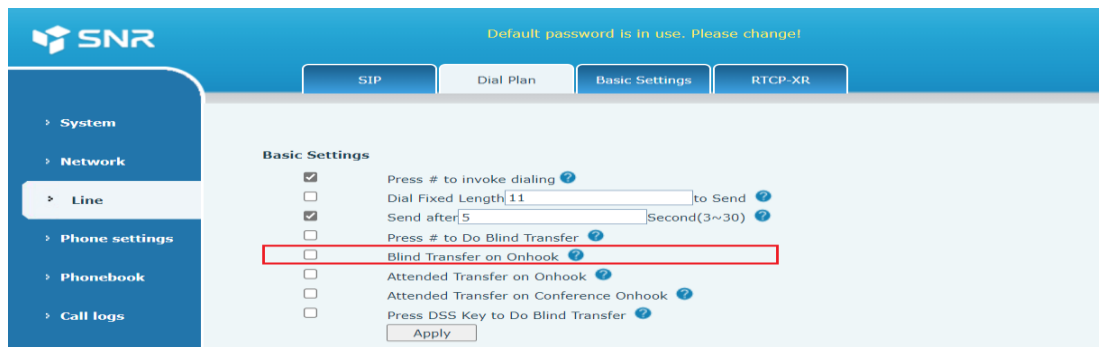 SNR
Default password is in use. Please change!
SIP
Dial Plan
Basic Settings
RTCP-XR
› System
› Network
› Line
› Phone settings
› Phonebook
› Call logs
Basic Settings
Press # to invoke dialing ?
Dial Fixed Length 11 to Send ?
Send after 5 Second(3~30) ?
Press # to Do Blind Transfer ?
Blind Transfer on Onhook ?
Attended Transfer on Onhook ?
Attended Transfer on Conference Onhook ?
Press DSS Key to Do Blind Transfer ?
Apply